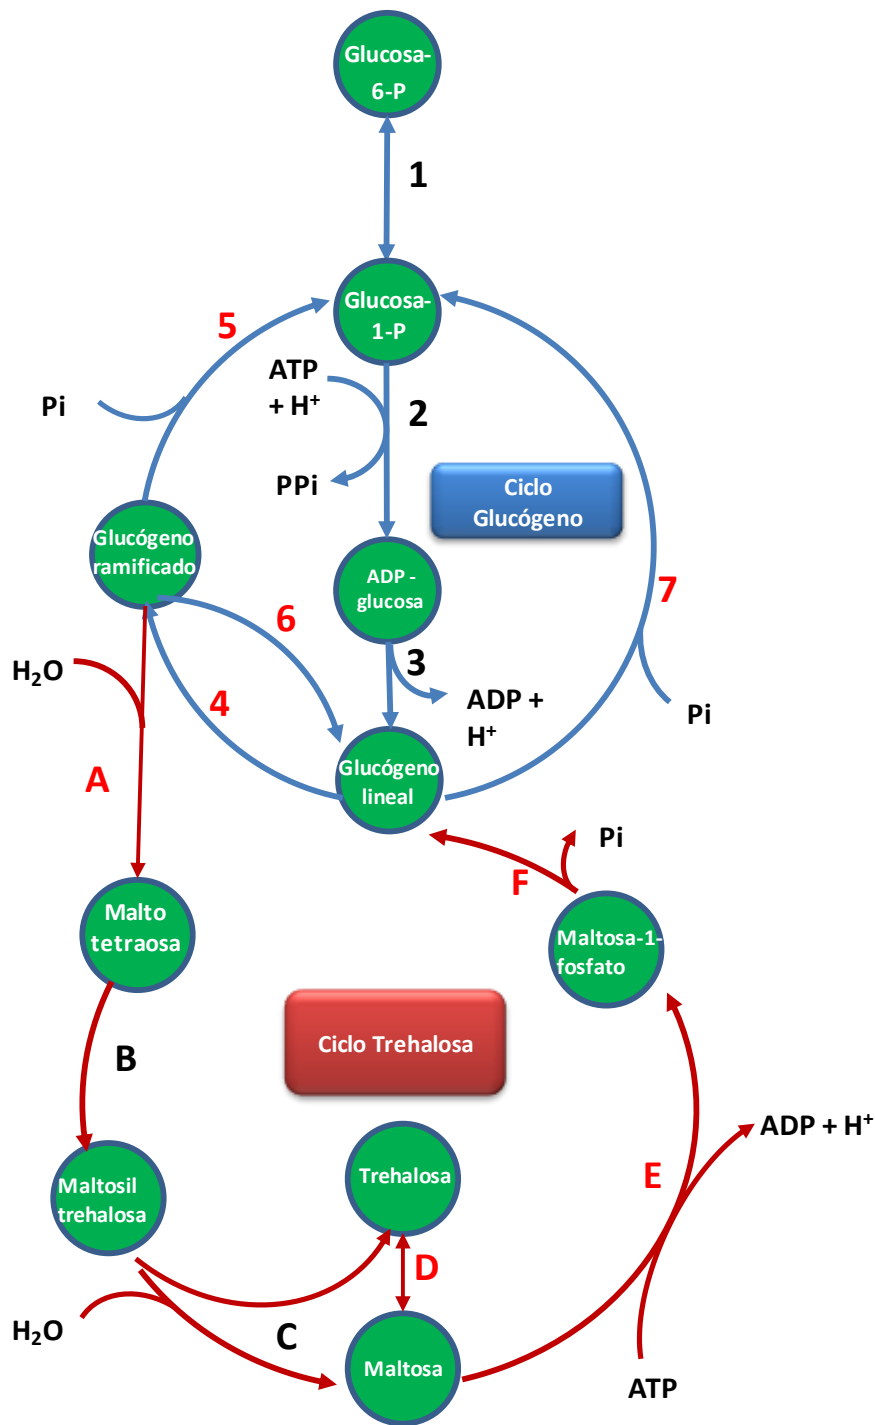 Glucosa-
6-P
1
Glucosa-
1-P
5
ATP
+ H⁺
2
Pi
PPi
Ciclo
Glucógeno
Glucógeno
ramificado
ADP -
glucosa
6
7
3
H₂O
4
ADP +
H⁺
Pi
Glucógeno
lineal
A
Pi
F
Malto
tetraosa
Maltosa-1-
fosfato
Ciclo Trehalosa
B
ADP + H⁺
Trehalosa
E
Maltosil
trehalosa
D
H₂O
C
Maltosa
ATP